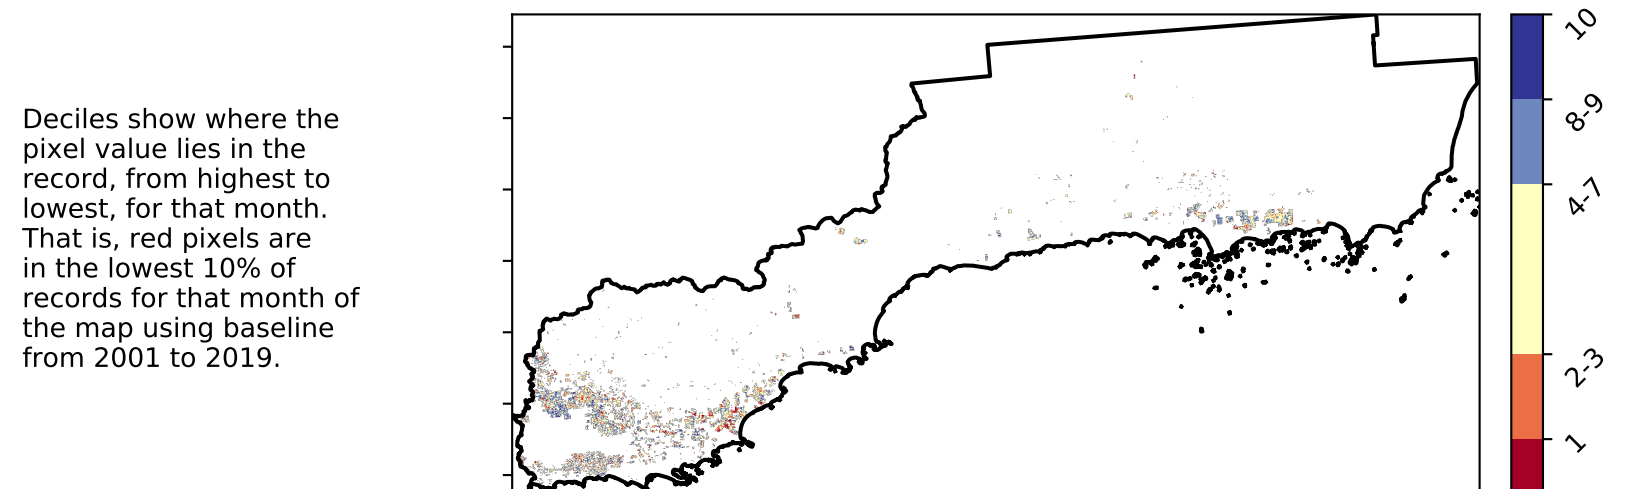 Deciles show where the
pixel value lies in the
record, from highest to
lowest, for that month.
That is, red pixels are
in the lowest 10% of
records for that month of
the map using baseline
from 2001 to 2019.
10
8-9
4-7
2-3
1